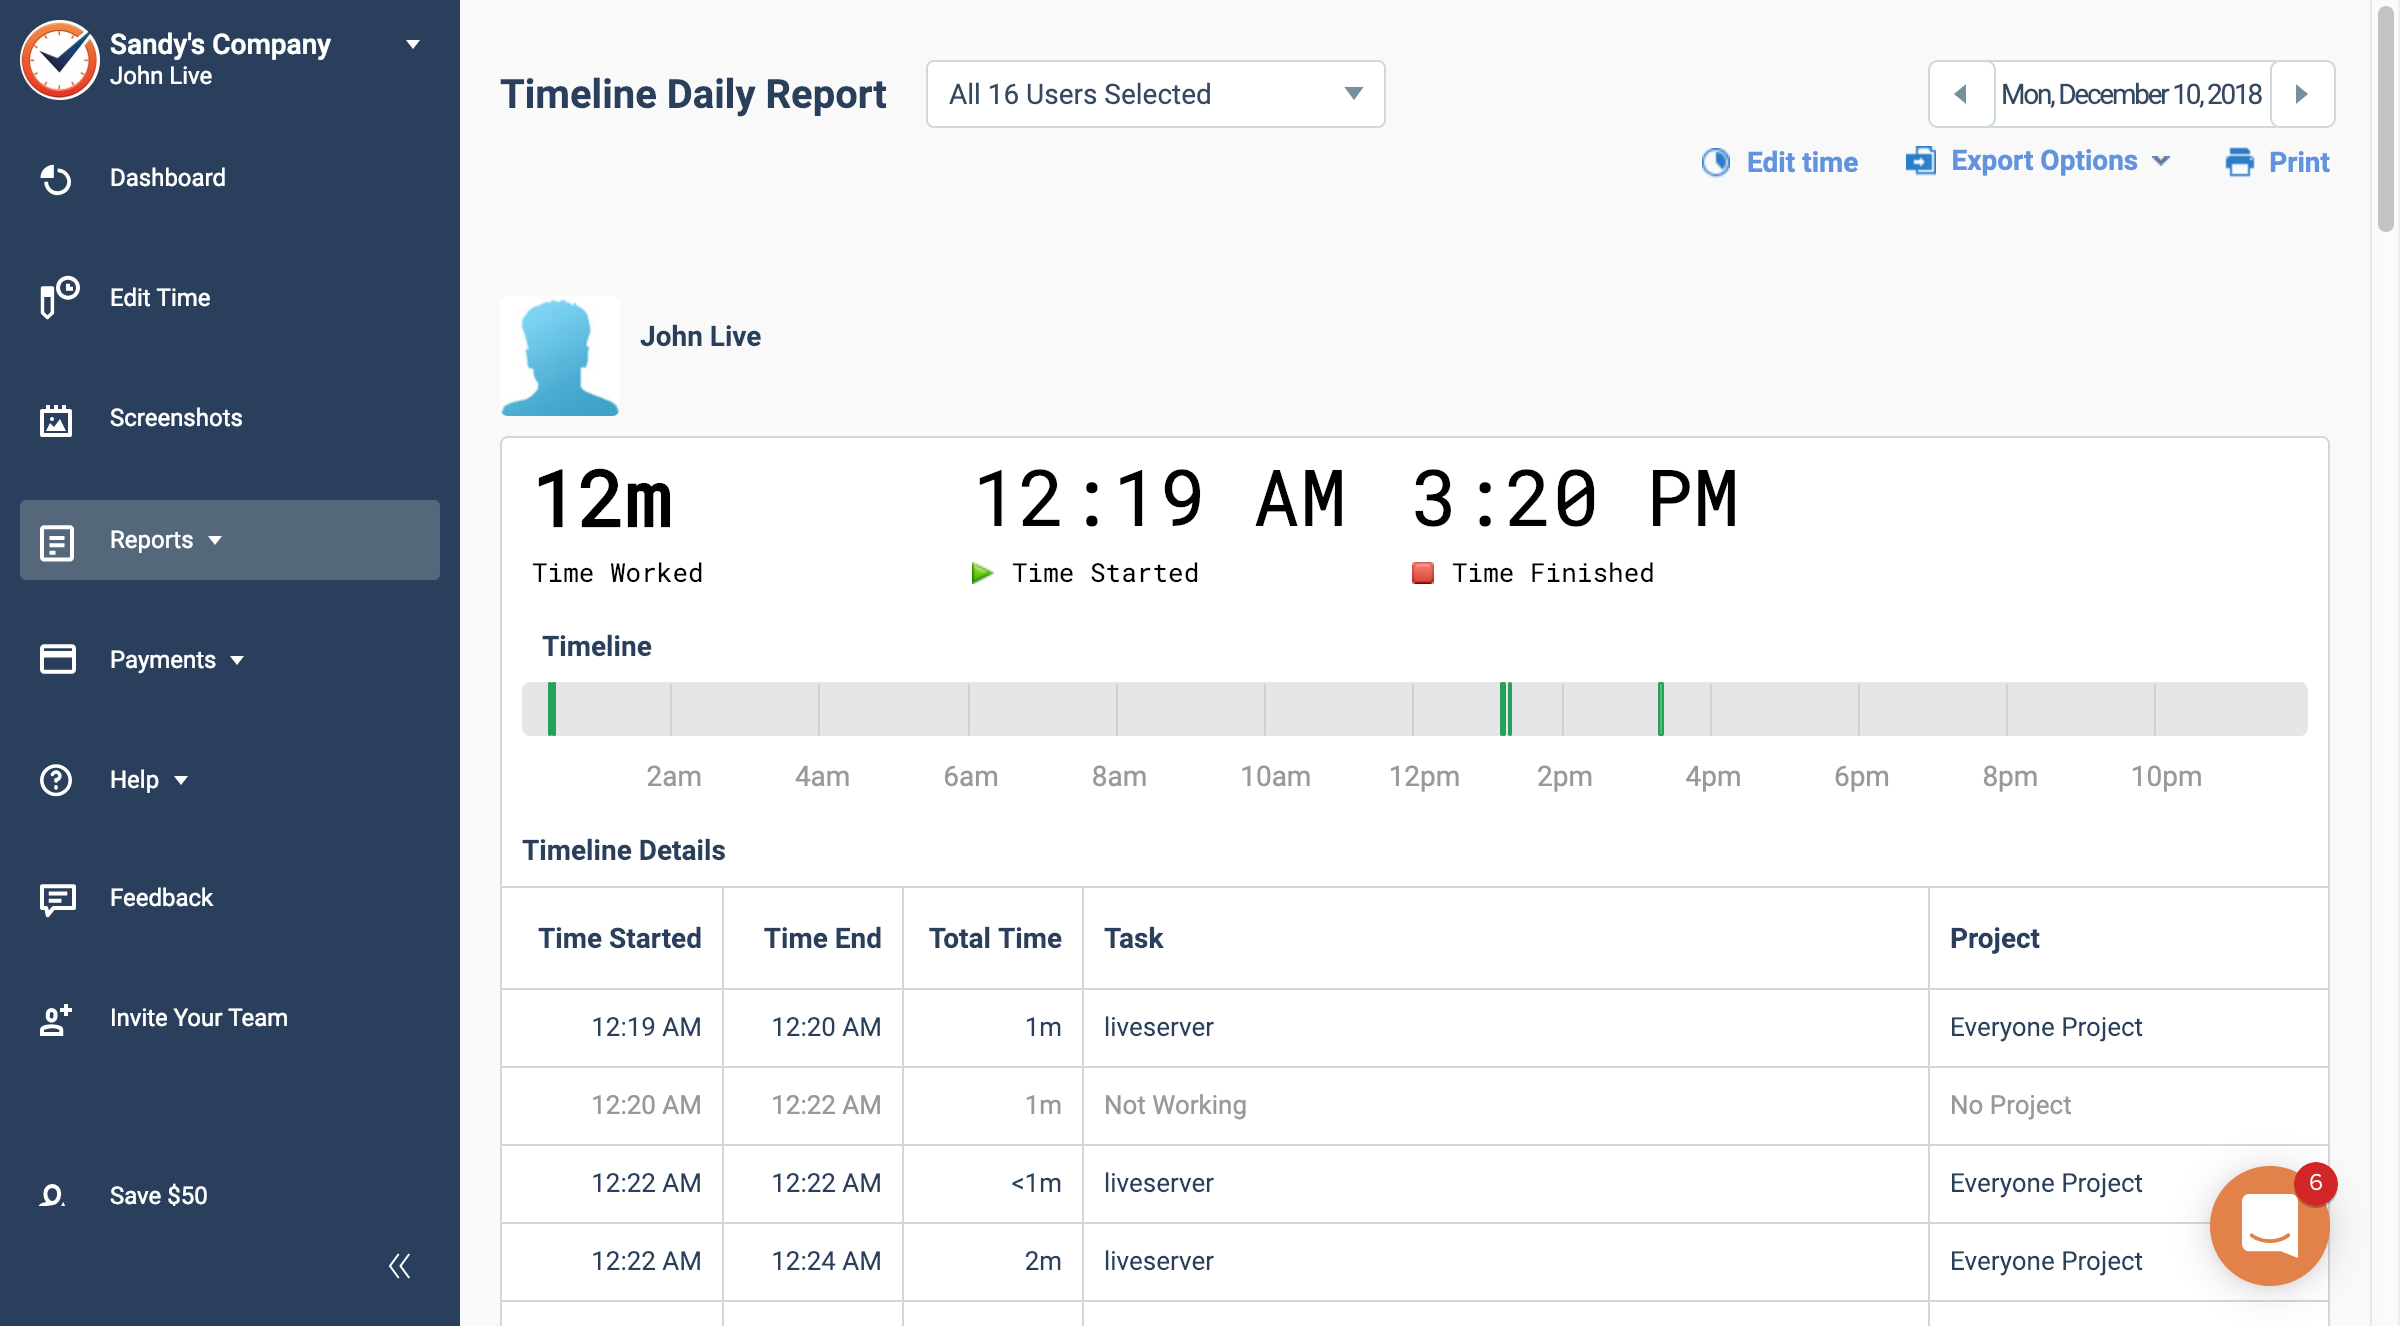 Sandy's Company
John Live
Dashboard
Edit Time
Screenshots
Reports
Payments
Help
Feedback
Invite Your Team
Save $50
Timeline Daily Report
All 16 Users Selected
Mon, December 10, 2018
Edit time
Export Options
Print
John Live
12m 12:19 AM 3:20 PM
Time Worked Time Started Time Finished
Timeline
2am 4am 6am 8am 10am 12pm 2pm 4pm 6pm 8pm 10pm
Timeline Details
Time Started Time End Total Time Task Project
12:19 AM 12:20 AM 1m liveserver Everyone Project
12:20 AM 12:22 AM 1m Not Working No Project
12:22 AM 12:22 AM <1m liveserver Everyone Project
12:22 AM 12:24 AM 2m liveserver Everyone Project
6